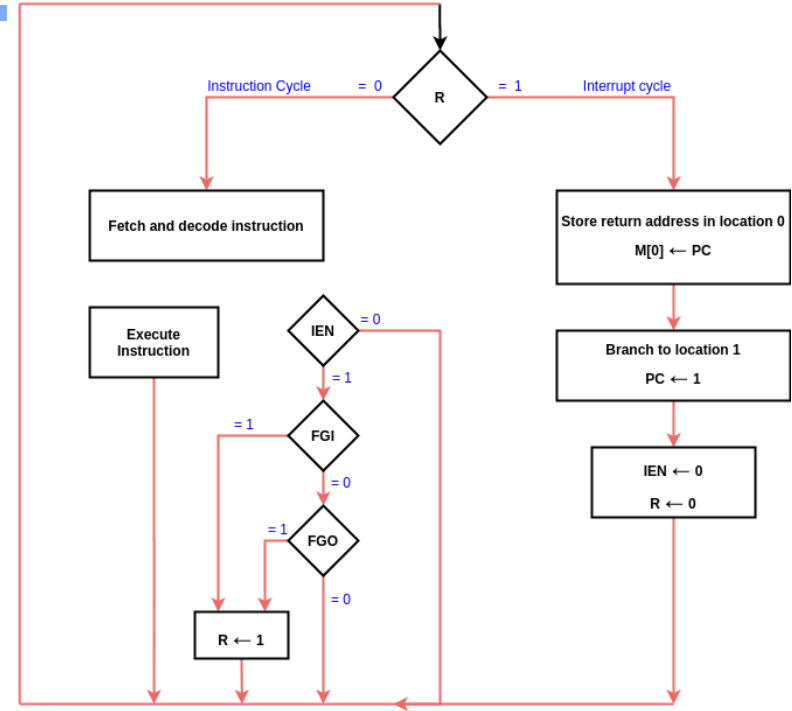 R
Instruction Cycle
= 0
= 1
Interrupt cycle
Fetch and decode instruction
Store return address in location 0
M[0] ← PC
Execute
Instruction
IEN
= 0
= 1
Branch to location 1
PC ← 1
FGI
= 1
= 0
IEN ← 0
R ← 0
FGO
= 1
= 0
R ← 1